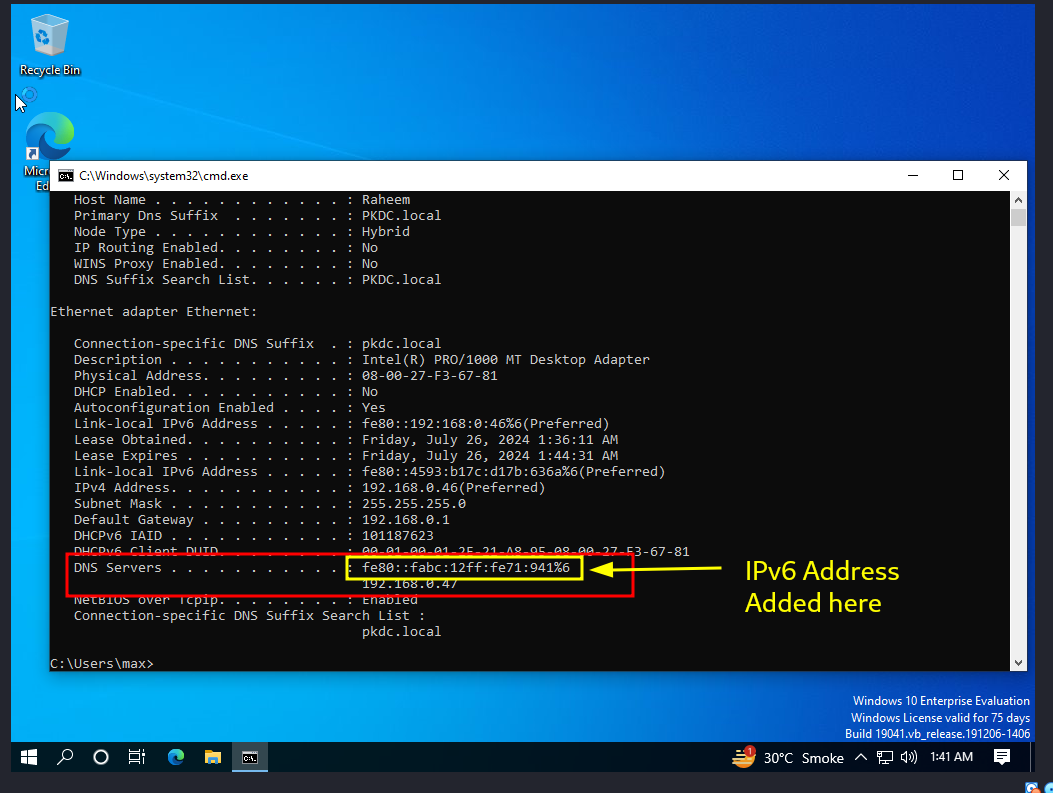 Recycle Bin
Micr
Ed
C:\Windows\system32\cmd.exe
Host Name . . . . . . . . . . . . : Raheem
Primary Dns Suffix  . . . . . . . : PKDC.local
Node Type . . . . . . . . . . . . : Hybrid
IP Routing Enabled. . . . . . . . : No
WINS Proxy Enabled. . . . . . . . : No
DNS Suffix Search List. . . . . . : PKDC.local
Ethernet adapter Ethernet:
Connection-specific DNS Suffix  . : pkdc.local
Description . . . . . . . . . . . : Intel(R) PRO/1000 MT Desktop Adapter
Physical Address. . . . . . . . . : 08-00-27-F3-67-81
DHCP Enabled. . . . . . . . . . . : No
Autoconfiguration Enabled . . . . : Yes
Link-local IPv6 Address . . . . . : fe80::192:168:0:46%6(Preferred)
Lease Obtained. . . . . . . . . . : Friday, July 26, 2024 1:36:11 AM
Lease Expires . . . . . . . . . . : Friday, July 26, 2024 1:44:31 AM
Link-local IPv6 Address . . . . . : fe80::4593:b17c:d17b:636a%6(Preferred)
IPv4 Address. . . . . . . . . . . : 192.168.0.46(Preferred)
Subnet Mask . . . . . . . . . . . : 255.255.255.0
Default Gateway . . . . . . . . . : 192.168.0.1
DHCPv6 IAID . . . . . . . . . . . : 101187623
DHCPv6 Client DUID. . . . . . . . : 00-01-00-01-2E-21-A8-95-08-00-27-F3-67-81
DNS Servers . . . . . . . . . . . : fe80::fabc:12ff:fe71:941%6
192.168.0.47
NetBIOS over Tcpip. . . . . . . . : Enabled
Connection-specific DNS Suffix Search List :
pkdc.local
C:\Users\max>
IPv6 Address
Added here
Windows 10 Enterprise Evaluation
Windows License valid for 75 days
Build 19041.vb_release.191206-1406
1
30°C Smoke
1:41 AM